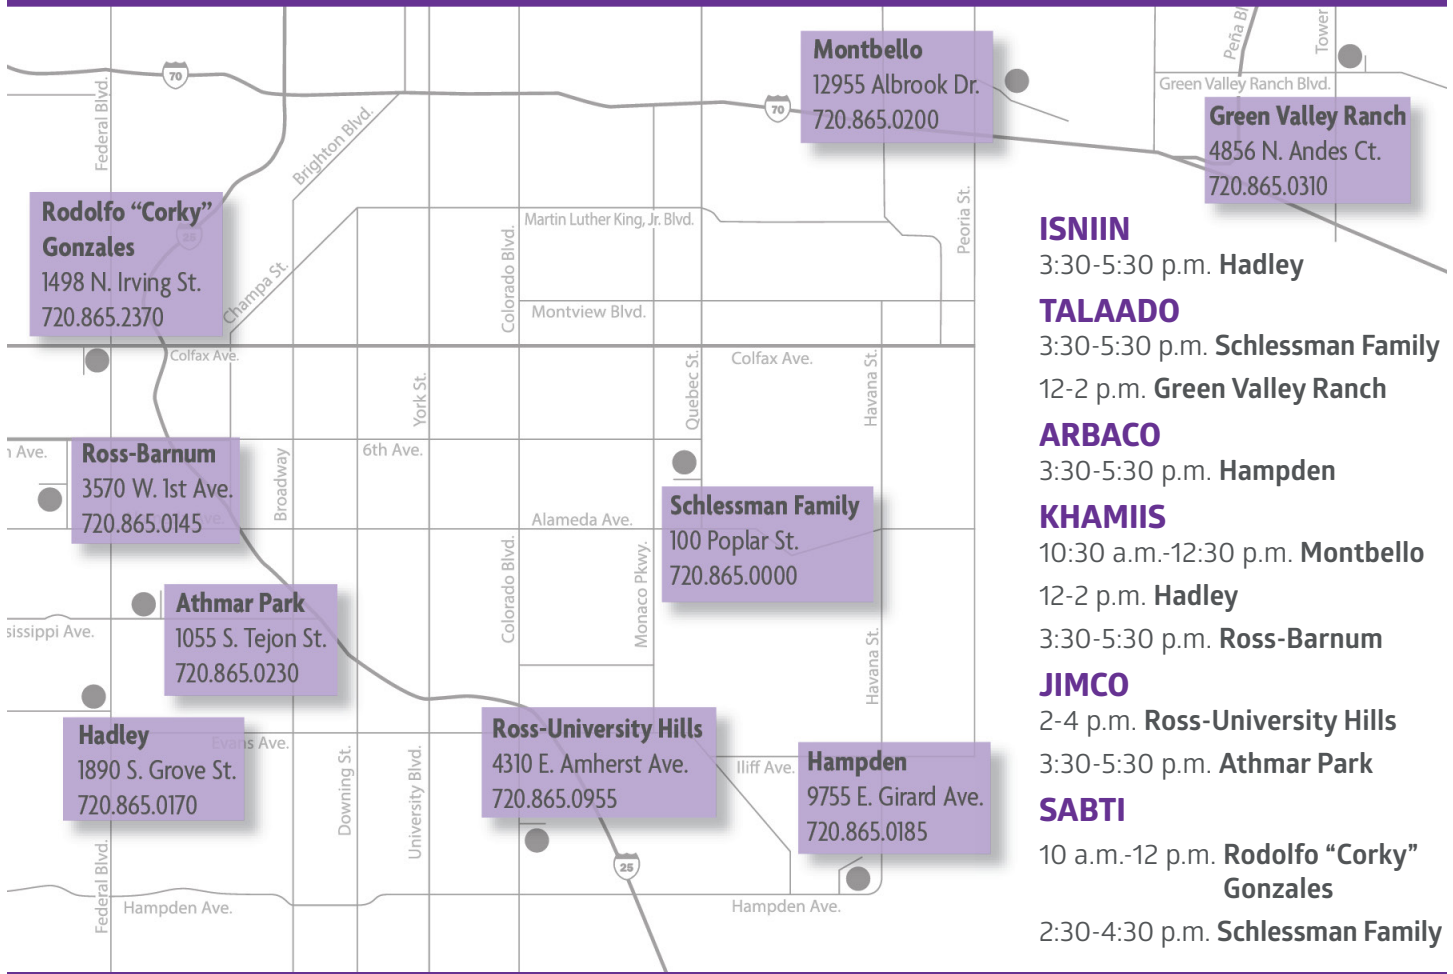 Peña Bl
Tower
70
Federal Blvd.
Brighton Blvd.
70
Montbello
12955 Albrook Dr.
720.865.0200
Green Valley Ranch Blvd.
Green Valley Ranch
4856 N. Andes Ct.
720.865.0310
Rodolfo “Corky”
Gonzales
1498 N. Irving St.
720.865.2370
25
Champa St.
Martin Luther King, Jr. Blvd.
Colorado Blvd.
Peoria St.
Montview Blvd.
Colfax Ave.
Colfax Ave.
York St.
Quebec St.
Havana St.
Ave.
6th Ave.
Broadway
Ross-Barnum
3570 W. 1st Ave.
720.865.0145
Alameda Ave.
Schlessman Family
100 Poplar St.
720.865.0000
Colorado Blvd.
Monaco Pkwy.
Athmar Park
1055 S. Tejon St.
720.865.0230
sissippi Ave.
Havana St.
Hadley
1890 S. Grove St.
720.865.0170
Evans Ave.
Downing St.
University Blvd.
Ross-University Hills
4310 E. Amherst Ave.
720.865.0955
Iliff Ave.
Hampden
9755 E. Girard Ave.
720.865.0185
25
Federal Blvd.
Hampden Ave.
Hampden Ave.
ISNIIN
3:30-5:30 p.m. Hadley
TALAADO
3:30-5:30 p.m. Schlessman Family
12-2 p.m. Green Valley Ranch
ARBACO
3:30-5:30 p.m. Hampden
KHAMIIS
10:30 a.m.-12:30 p.m. Montbello
12-2 p.m. Hadley
3:30-5:30 p.m. Ross-Barnum
JIMCO
2-4 p.m. Ross-University Hills
3:30-5:30 p.m. Athmar Park
SABTI
10 a.m.-12 p.m. Rodolfo “Corky”
Gonzales
2:30-4:30 p.m. Schlessman Family